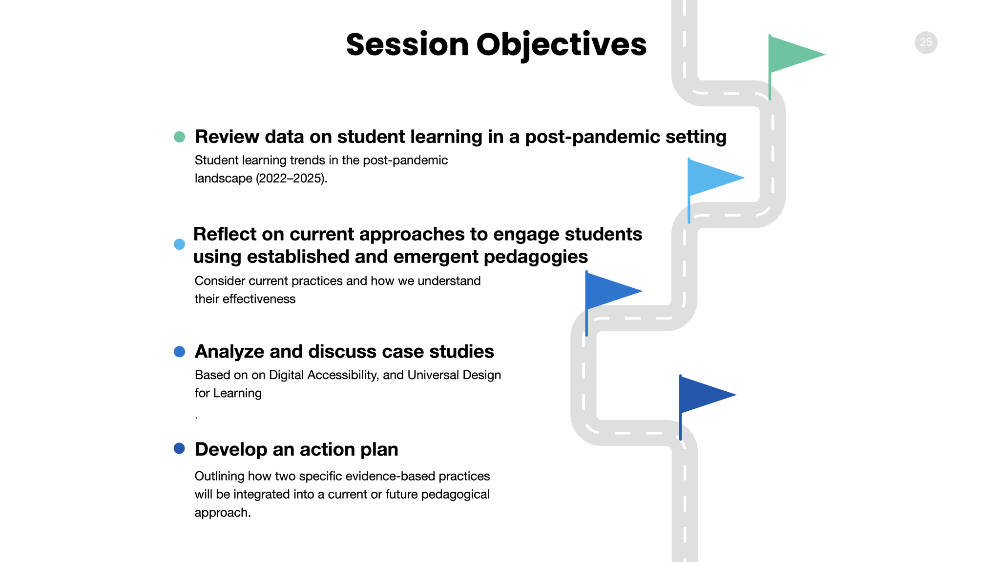 Session Objectives
25
Review data on student learning in a post-pandemic setting
Student learning trends in the post-pandemic
landscape (2022–2025).
Reflect on current approaches to engage students
using established and emergent pedagogies
Consider current practices and how we understand
their effectiveness
Analyze and discuss case studies
Based on on Digital Accessibility, and Universal Design
for Learning
.
Develop an action plan
Outlining how two specific evidence-based practices
will be integrated into a current or future pedagogical
approach.